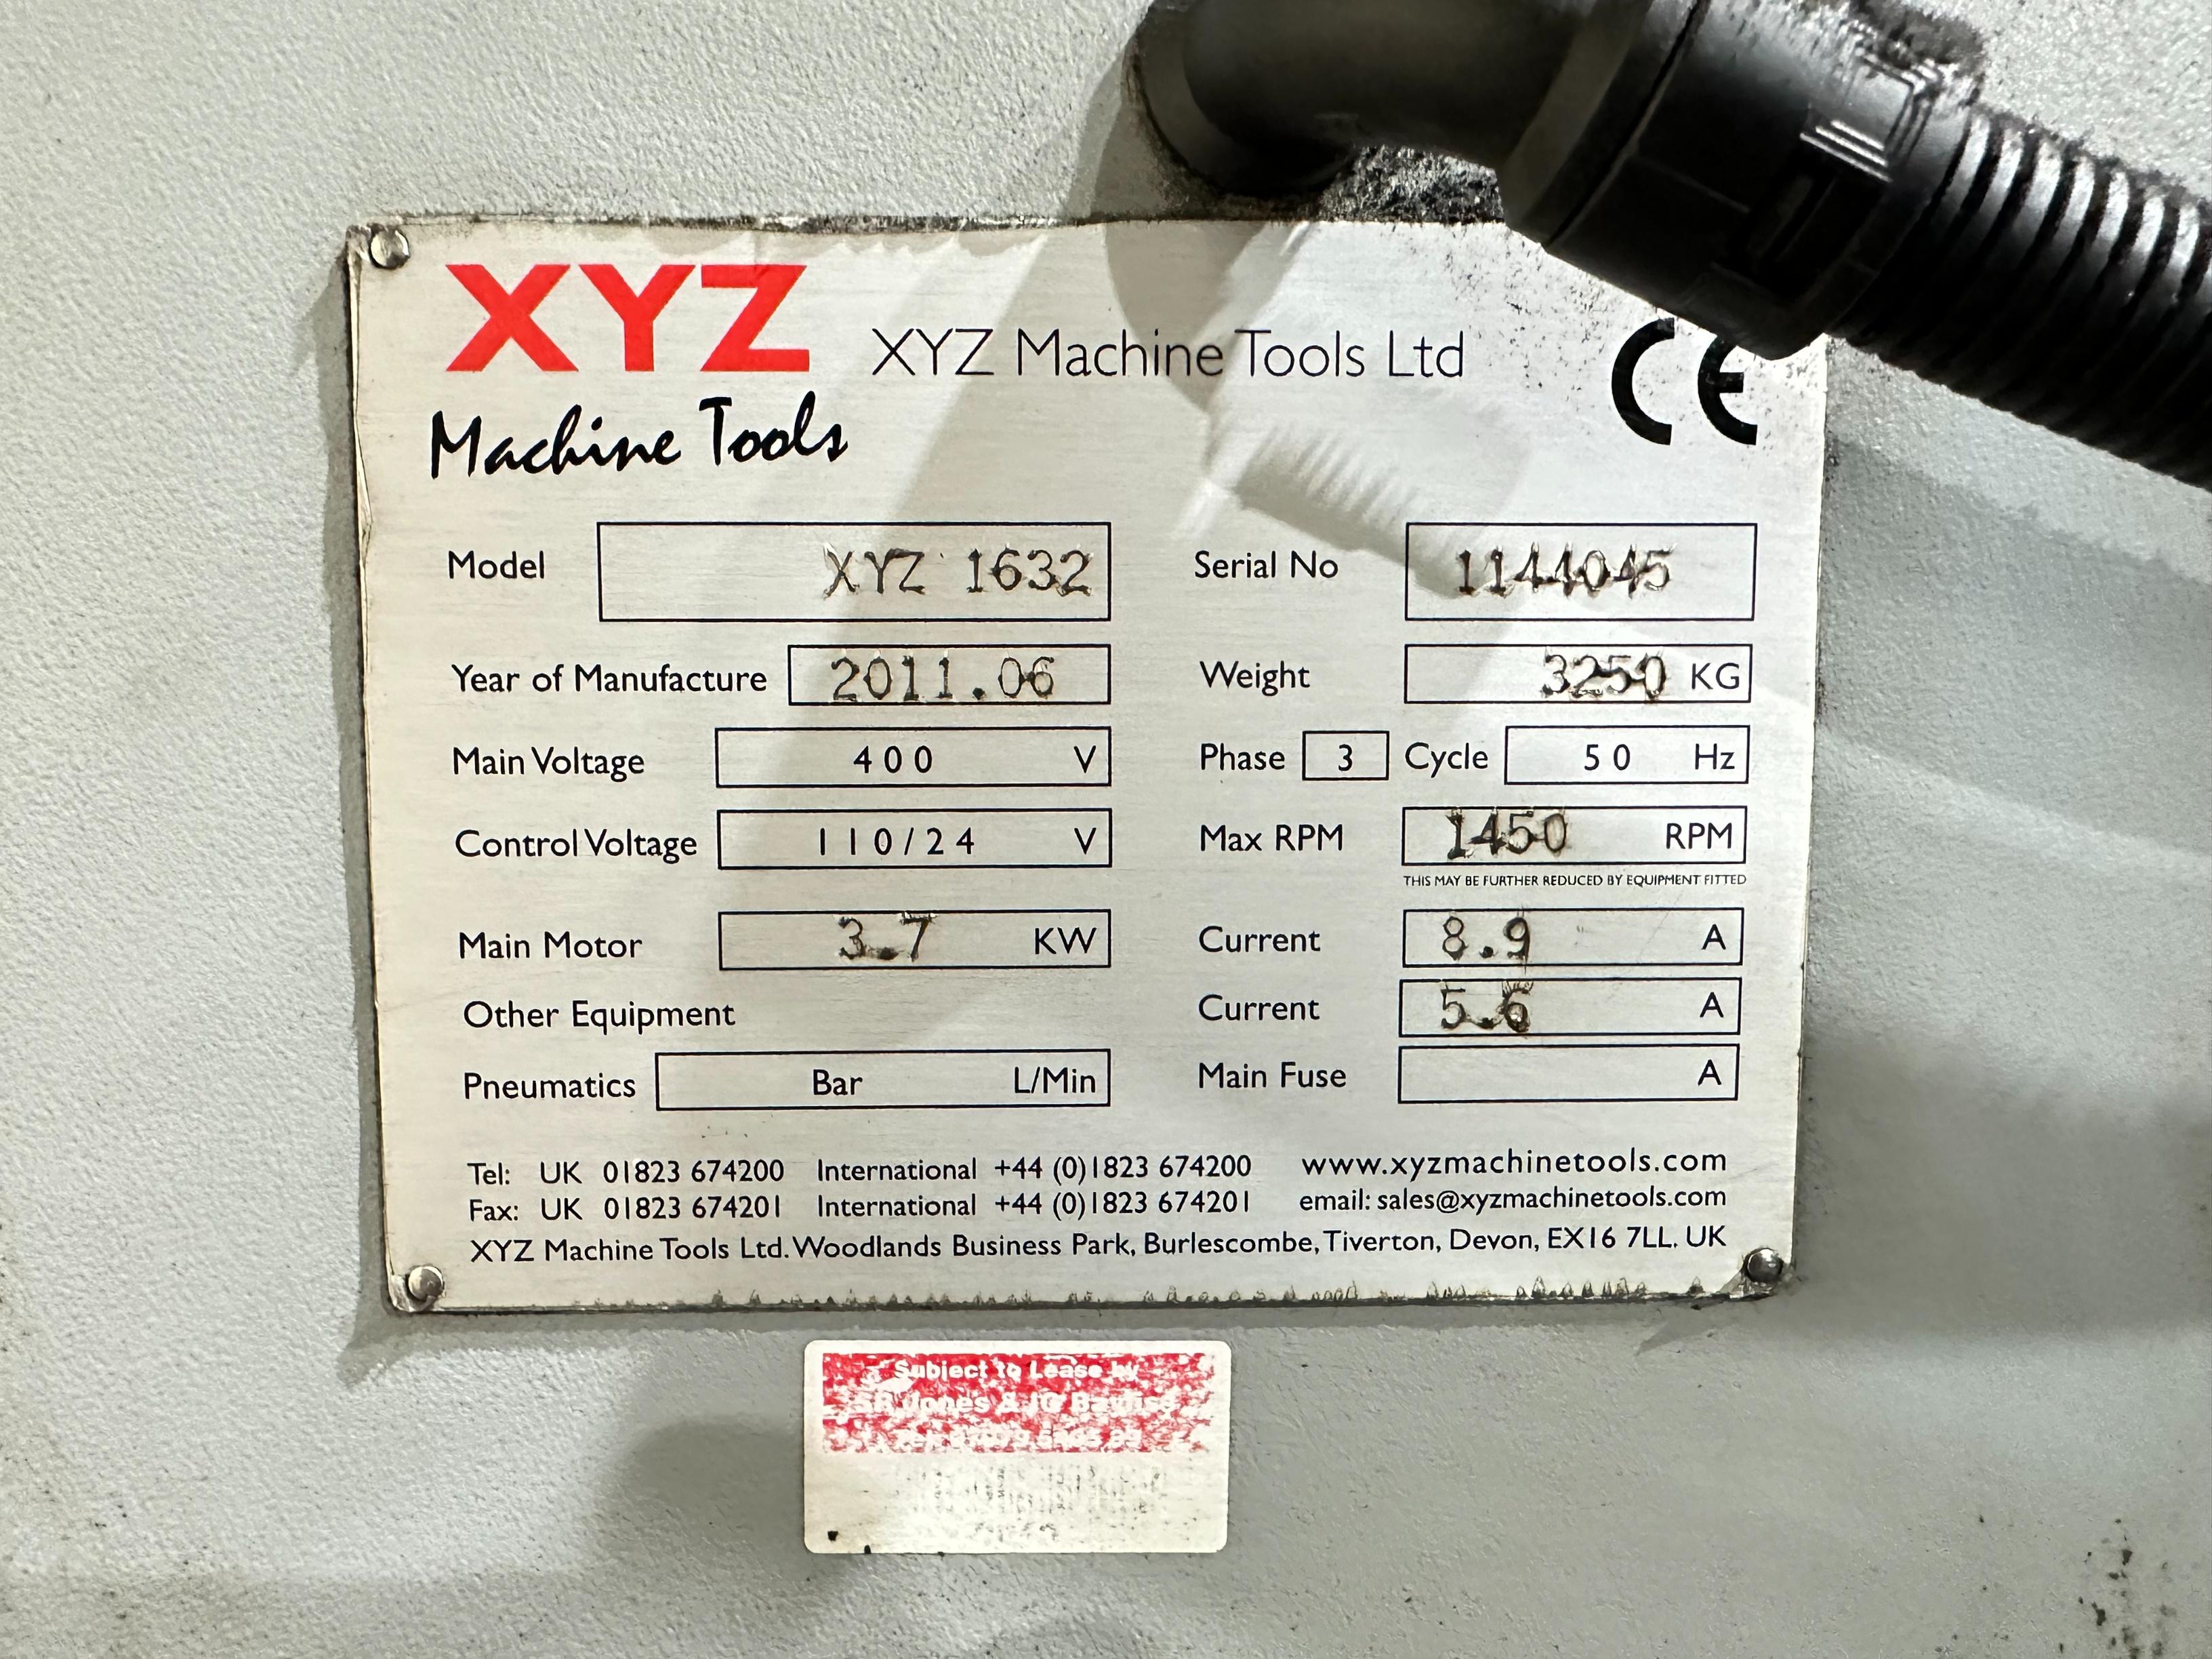 XYZ
XYZ Machine Tools Ltd
CE
Machine Tools
Model XYZ 1632 Serial No 1144045
Year of Manufacture 2011.06 Weight 3250 KG
Main Voltage 400 V Phase 3 Cycle 50 Hz
Control Voltage 110/24 V Max RPM 1450 RPM
THIS MAY BE FURTHER REDUCED BY EQUIPMENT FITTED
Main Motor 3.7 KW Current 8.9 A
Other Equipment Current 5.6 A
Pneumatics Bar L/Min Main Fuse A
Tel: UK 01823 674200 International +44 (0)1823 674200 www.xyzmachinetools.com
Fax: UK 01823 674201 International +44 (0)1823 674201 email: sales@xyzmachinetools.com
XYZ Machine Tools Ltd. Woodlands Business Park, Burlescombe, Tiverton, Devon, EX16 7LL. UK
Subject to Lease by
Jones &